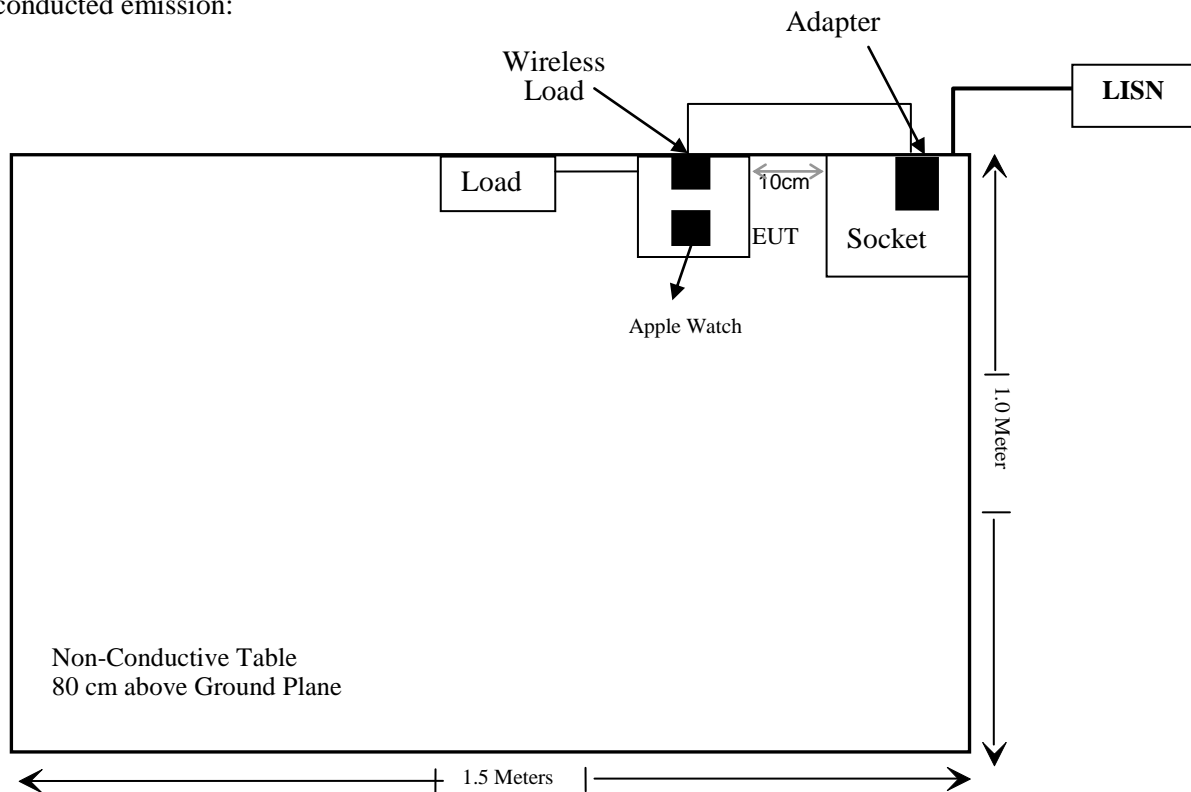 conducted emission:
Adapter
Wireless
Load
LISN
Load
10cm
EUT
Socket
Apple Watch
1.0 Meter
Non-Conductive Table
80 cm above Ground Plane
1.5 Meters